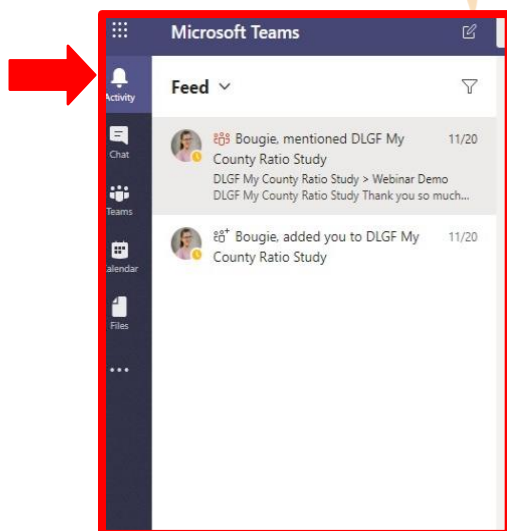 Microsoft Teams
Activity
Feed
Bougie, mentioned DLGF My 11/20
County Ratio Study
DLGF My County Ratio Study > Webinar Demo
DLGF My County Ratio Study Thank you so much...
Chat
Teams
Bougie, added you to DLGF My 11/20
County Ratio Study
Calendar
Files